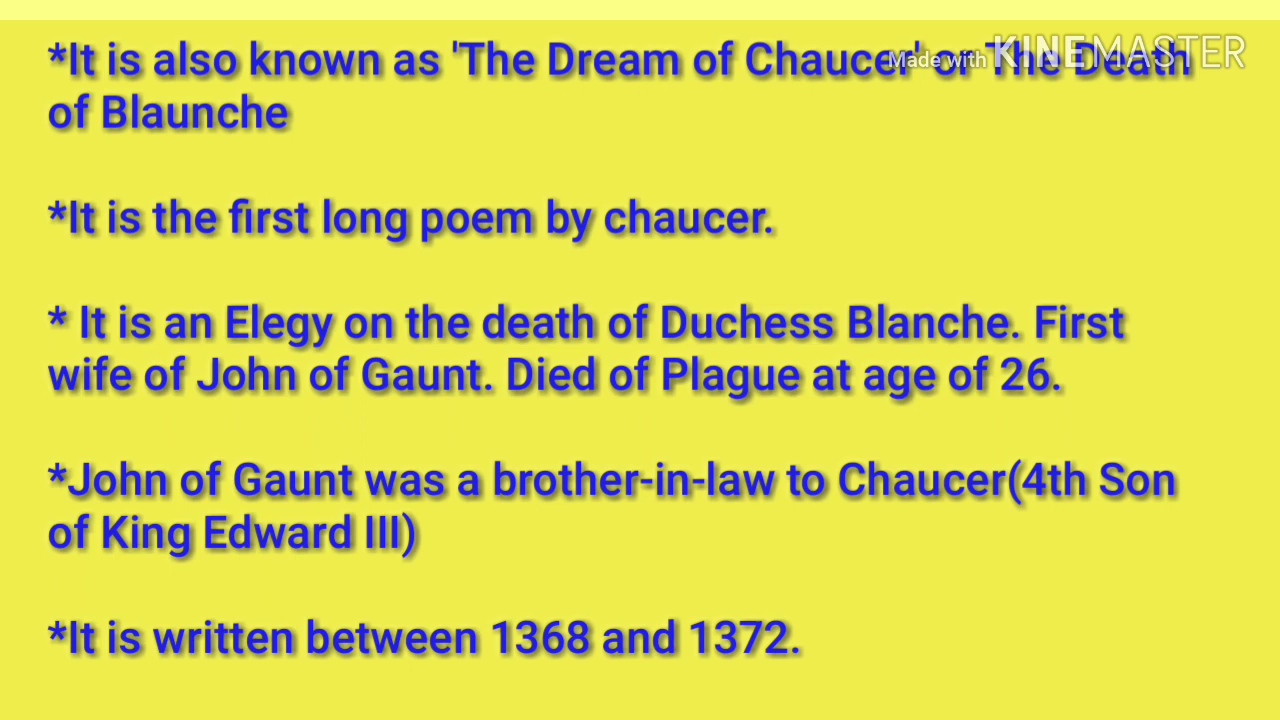 *It is also known as 'The Dream of Chaucer' or The Death
Made with KINEMASTER
of Blaunche
*It is the first long poem by chaucer.
* It is an Elegy on the death of Duchess Blanche. First
wife of John of Gaunt. Died of Plague at age of 26.
*John of Gaunt was a brother-in-law to Chaucer(4th Son
of King Edward III)
*It is written between 1368 and 1372.